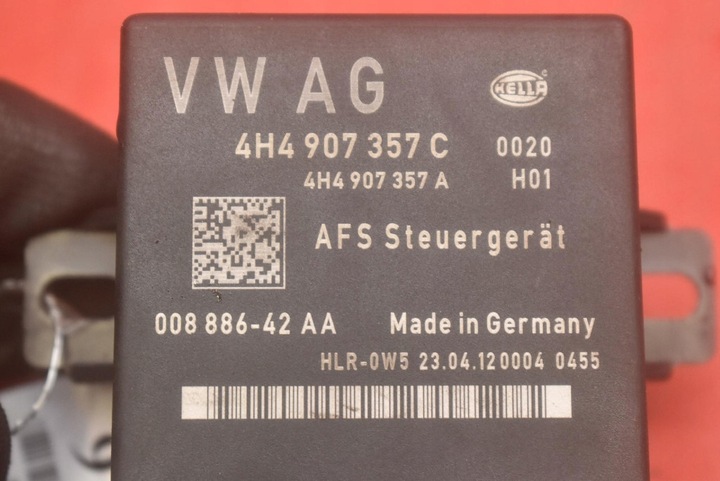 VW AG
HELLA
4H4 907 357 C 0020
4H4 907 357 A H01
AFS Steuergerät
008 886-42 AA Made in Germany
HLR-0W5 23.04.12 0004 0455